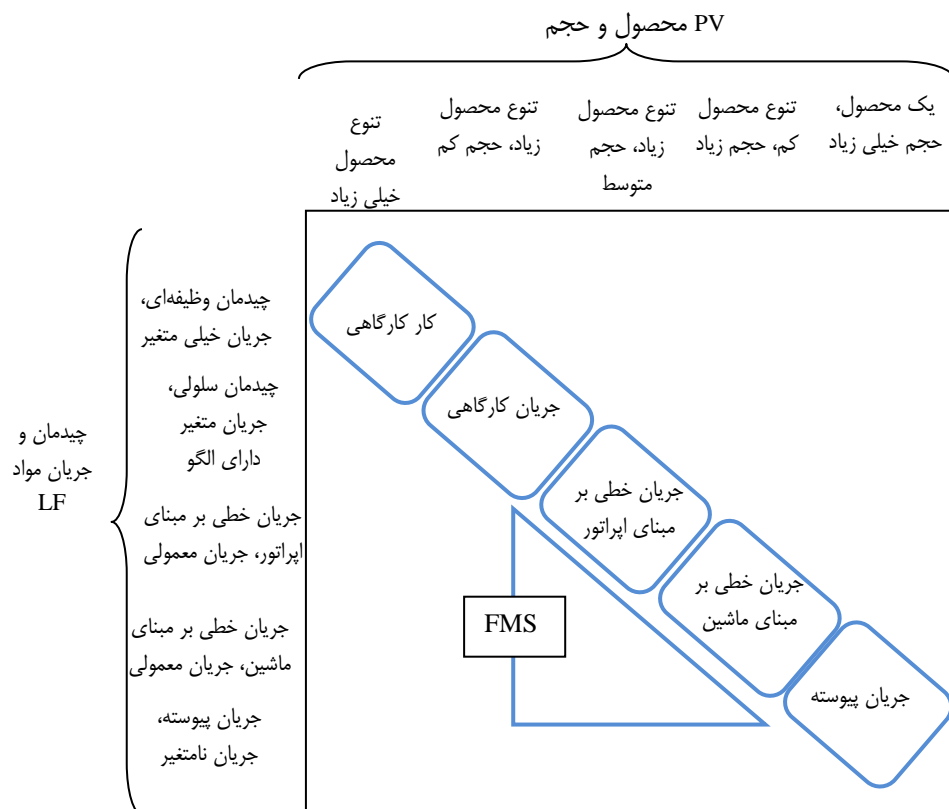 PV محصول و حجم
یک محصول،
حجم خیلی زیاد
تنوع محصول
کم، حجم زیاد
تنوع محصول
زیاد، حجم
متوسط
تنوع محصول
زیاد، حجم کم
تنوع
محصول
خیلی زیاد
چیدمان و
جریان مواد
LF
چیدمان وظیفه‌ای،
جریان خیلی متغیر
چیدمان سلولی،
جریان متغیر
دارای الگو
جریان خطی بر مبنای
اپراتور، جریان معمولی
جریان خطی بر مبنای
ماشین، جریان معمولی
جریان پیوسته،
جریان نامتغیر
کار کارگاهی
جریان کارگاهی
جریان خطی بر
مبنای اپراتور
جریان خطی بر
مبنای ماشین
جریان پیوسته
FMS